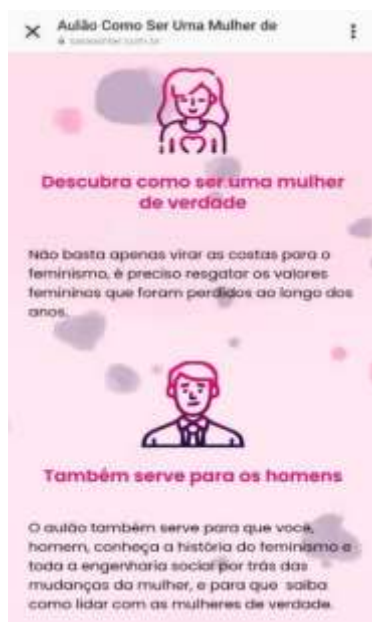 Aulão Como Ser Uma Mulher de
Descubra como ser uma mulher
de verdade
Não basta apenas virar as costas para o
feminismo, é preciso resgatar os valores
femininos que foram perdidos ao longo dos
anos.
Também serve para os homens
O aulão também serve para que você,
homem, conheça a história do feminismo e
toda a engenharia social por trás das
mudanças da mulher, e para que saiba
como lidar com as mulheres de verdade.